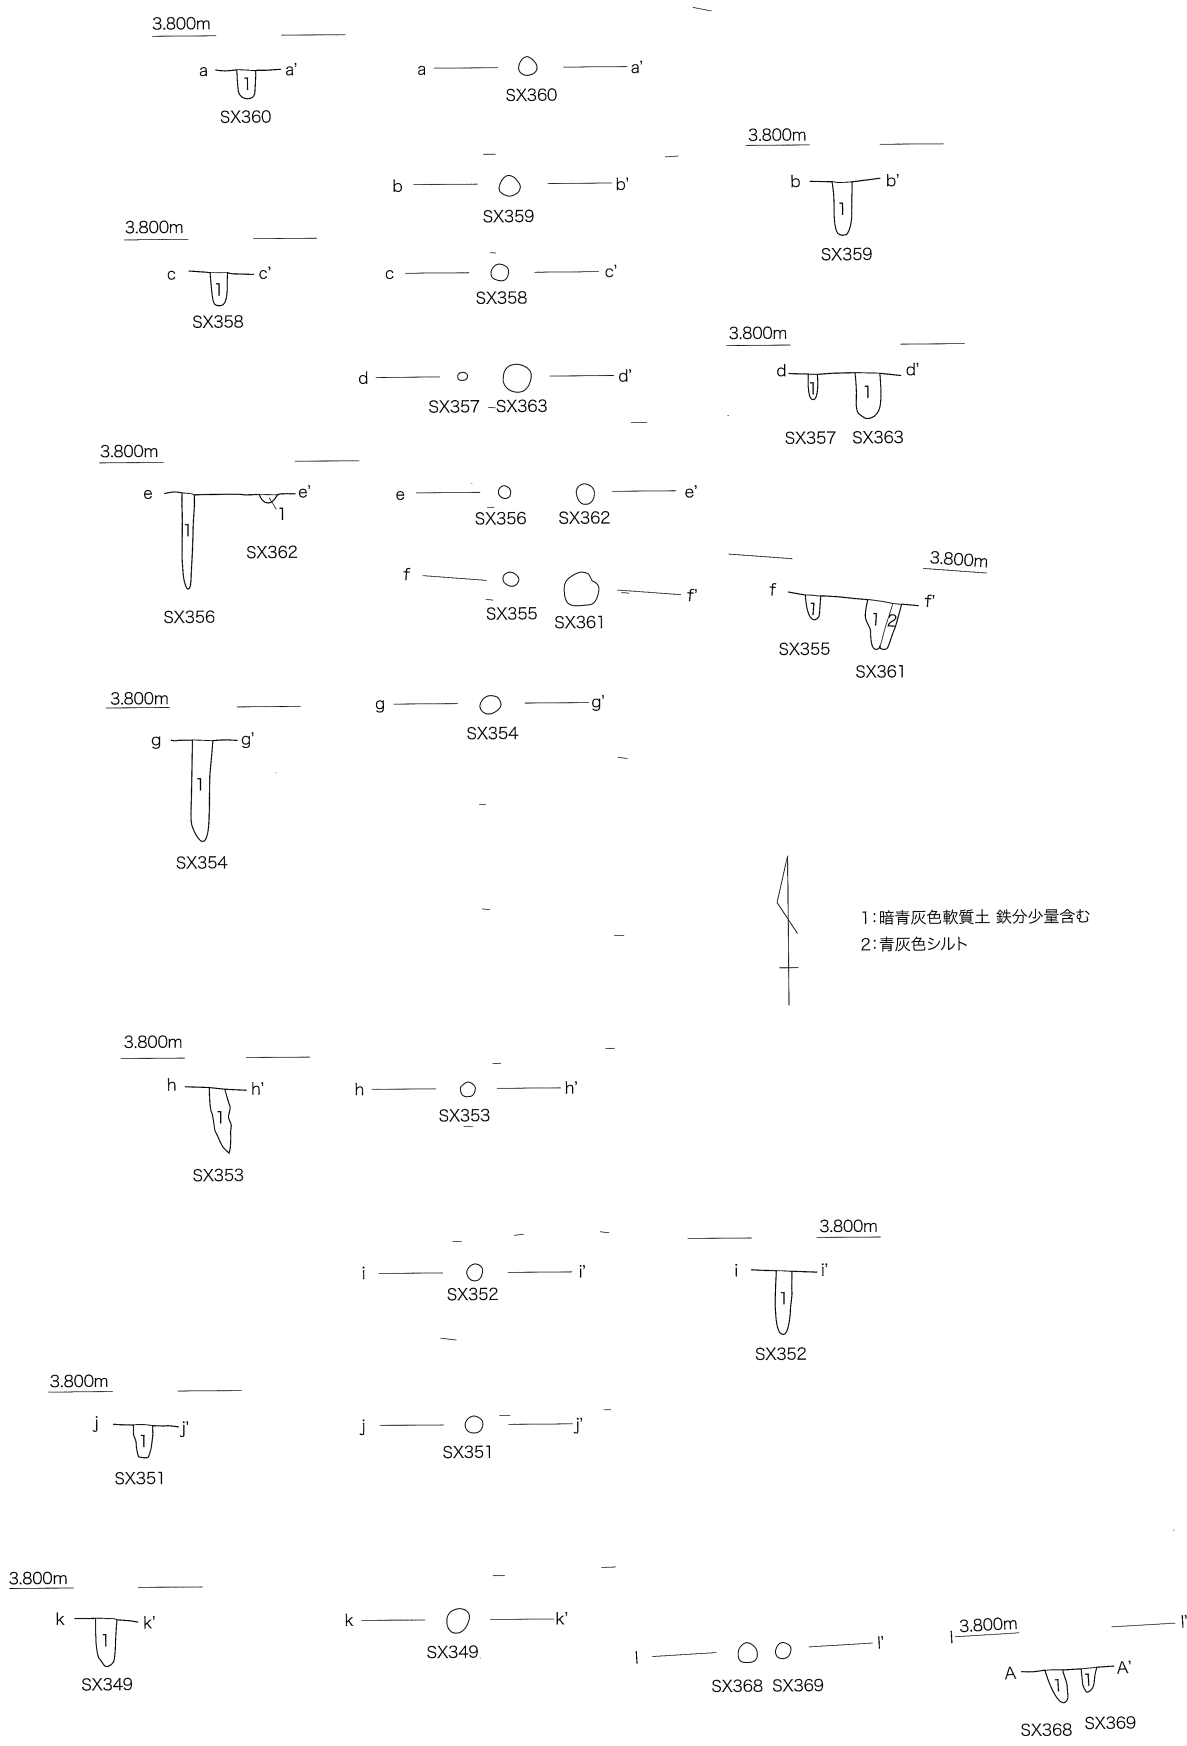 3.800m
a a' a a'
1
SX360 SX360
3.800m
b b' b b'
1
SX359 SX359
3.800m
c c' c c'
1
SX358 SX358
3.800m
d d' d d'
1 1
SX357 SX363 SX357 SX363
3.800m
e e' e e'
1 1
SX356 SX362
SX362
SX356
3.800m
f f' f f'
1 1 2
SX355 SX361
SX355
SX361
3.800m
g g' g g'
1
SX354
SX354
1:暗青灰色軟質土 鉄分少量含む
2:青灰色シルト
3.800m
h h' h h'
1
SX353
SX353
3.800m
i i' i i'
1
SX352
SX352
3.800m
j j' j j'
1
SX351
SX351
3.800m
k k' k k'
1
SX349 SX349
l l' l 3.800m l'
A A'
1 1
SX368 SX369
SX368 SX369